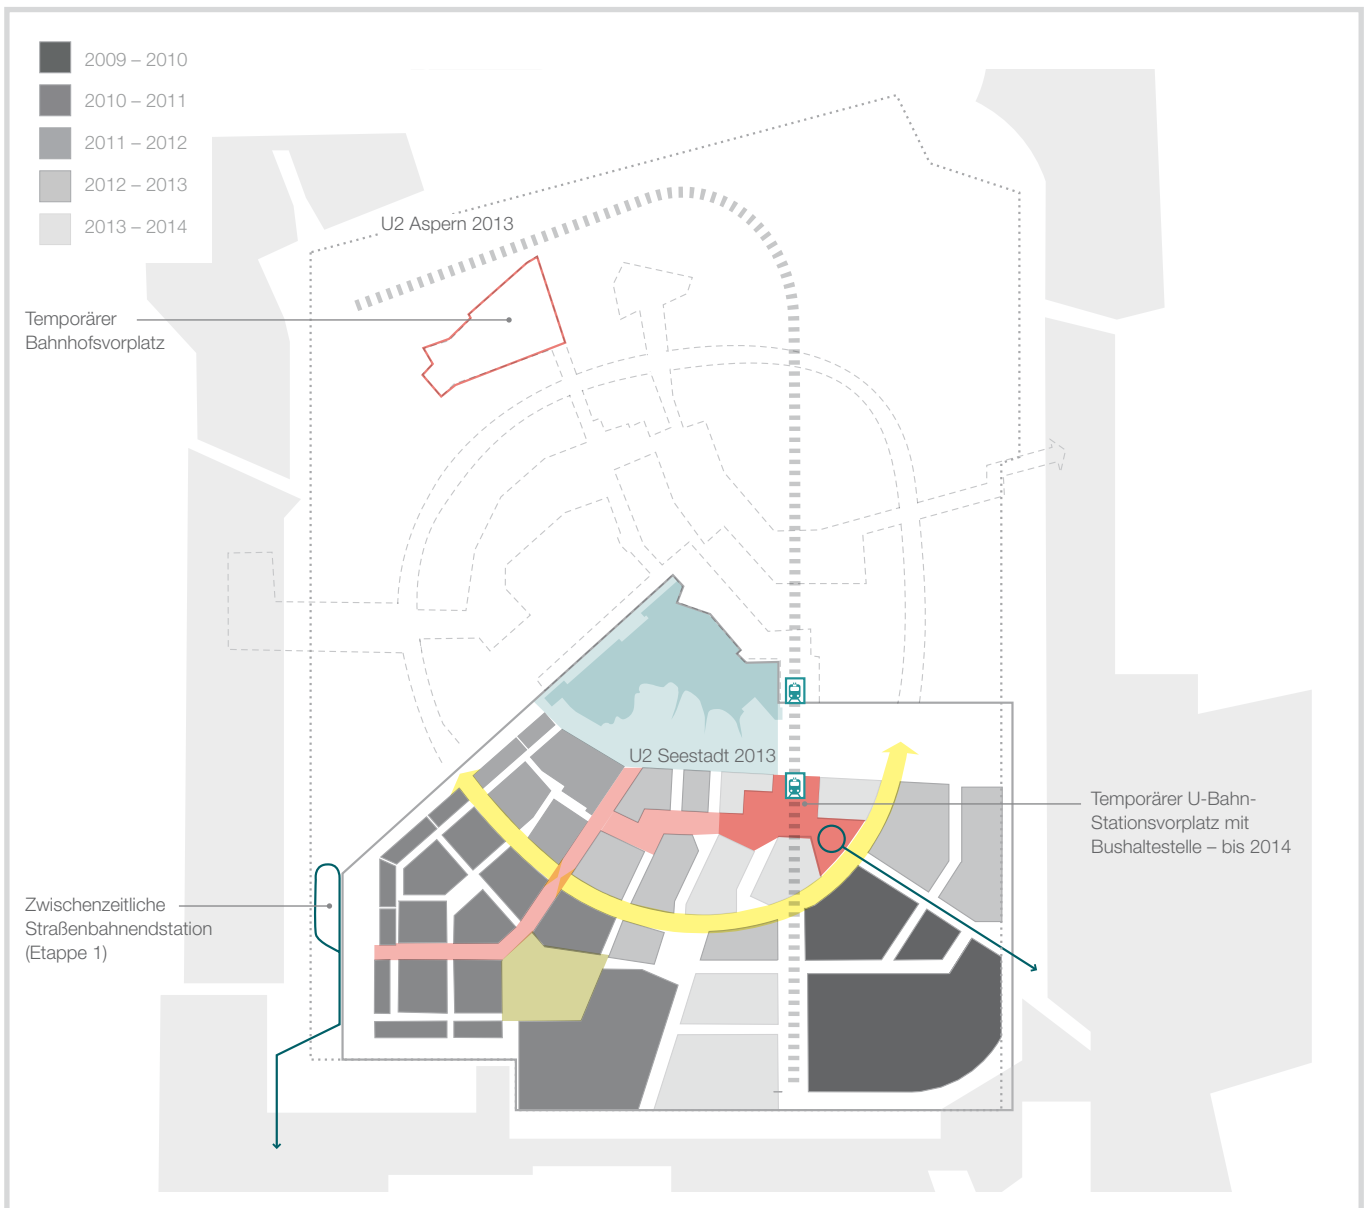 2009 – 2010
2010 – 2011
2011 – 2012
2012 – 2013
2013 – 2014
U2 Aspern 2013
Temporärer
Bahnhofsvorplatz
U2 Seestadt 2013
Temporärer U-Bahn-
Stationsvorplatz mit
Bushaltestelle – bis 2014
Zwischenzeitliche
Straßenbahnendstation
(Etappe 1)